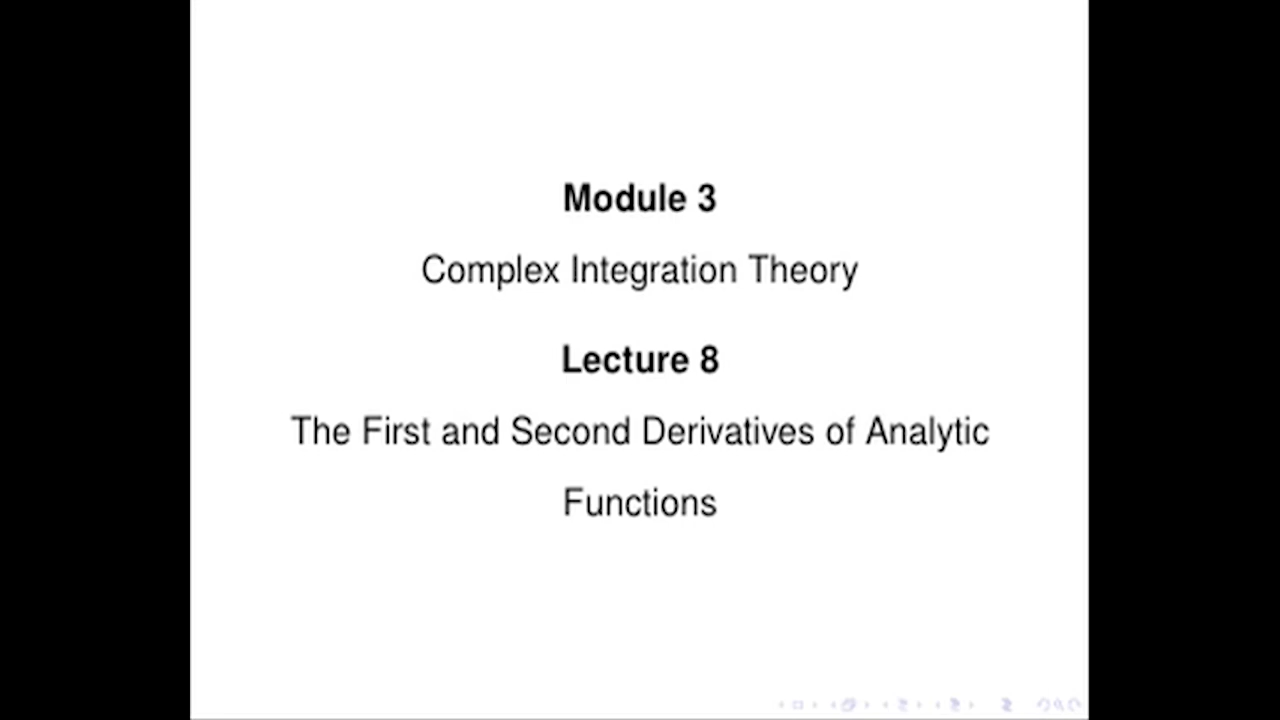 Module 3
Complex Integration Theory
Lecture 8
The First and Second Derivatives of Analytic
Functions